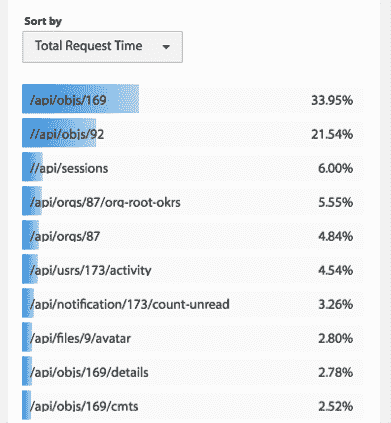 Sort by
Total Request Time
/api/objs/169 33.95%
//api/objs/92 21.54%
//api/sessions 6.00%
/api/orgs/87/org-root-okrs 5.55%
/api/orgs/87 4.84%
/api/usrs/173/activity 4.54%
/api/notification/173/count-unread 3.26%
/api/files/9/avatar 2.80%
/api/objs/169/details 2.78%
/api/objs/169/cmts 2.52%